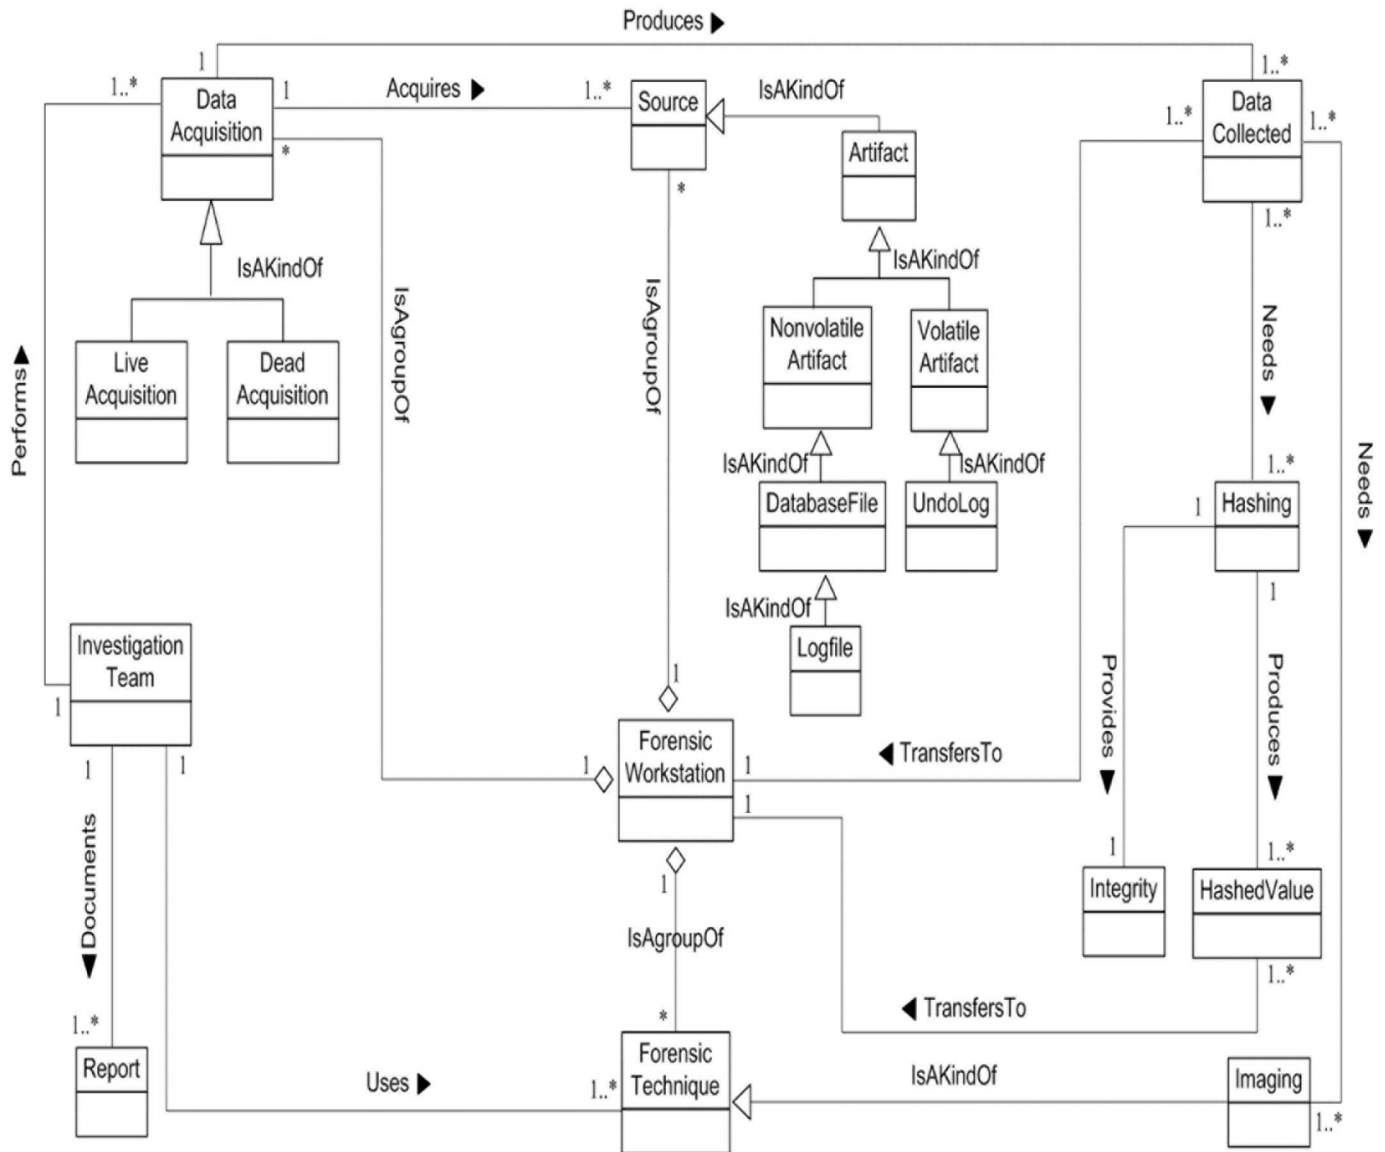 Produces ▶
1
1..*
1..*
Data
Acquisition
1
Acquires ▶
1..*
Source
IsAKindOf
Data
Collected
1..*
1..*
*
Artifact
*
1..*
IsAKindOf
IsAKindOf
IsAgroupOf
IsAgroupOf
Nonvolatile
Artifact
Volatile
Artifact
Needs ▶
Live
Acquisition
Dead
Acquisition
Performs ▶
IsAKindOf
IsAKindOf
1..*
Needs ▶
DatabaseFile
UndoLog
1
Hashing
1
IsAKindOf
Logfile
Investigation
Team
1
1
Provides ▶
Produces ▶
1
1
Forensic
Workstation
1
◀ TransfersTo
1
1
1
Documents ▶
1
1..*
Integrity
HashedValue
IsAgroupOf
1..*
1..*
*
◀ TransfersTo
Report
Forensic
Technique
Uses ▶
1..*
IsAKindOf
Imaging
1..*